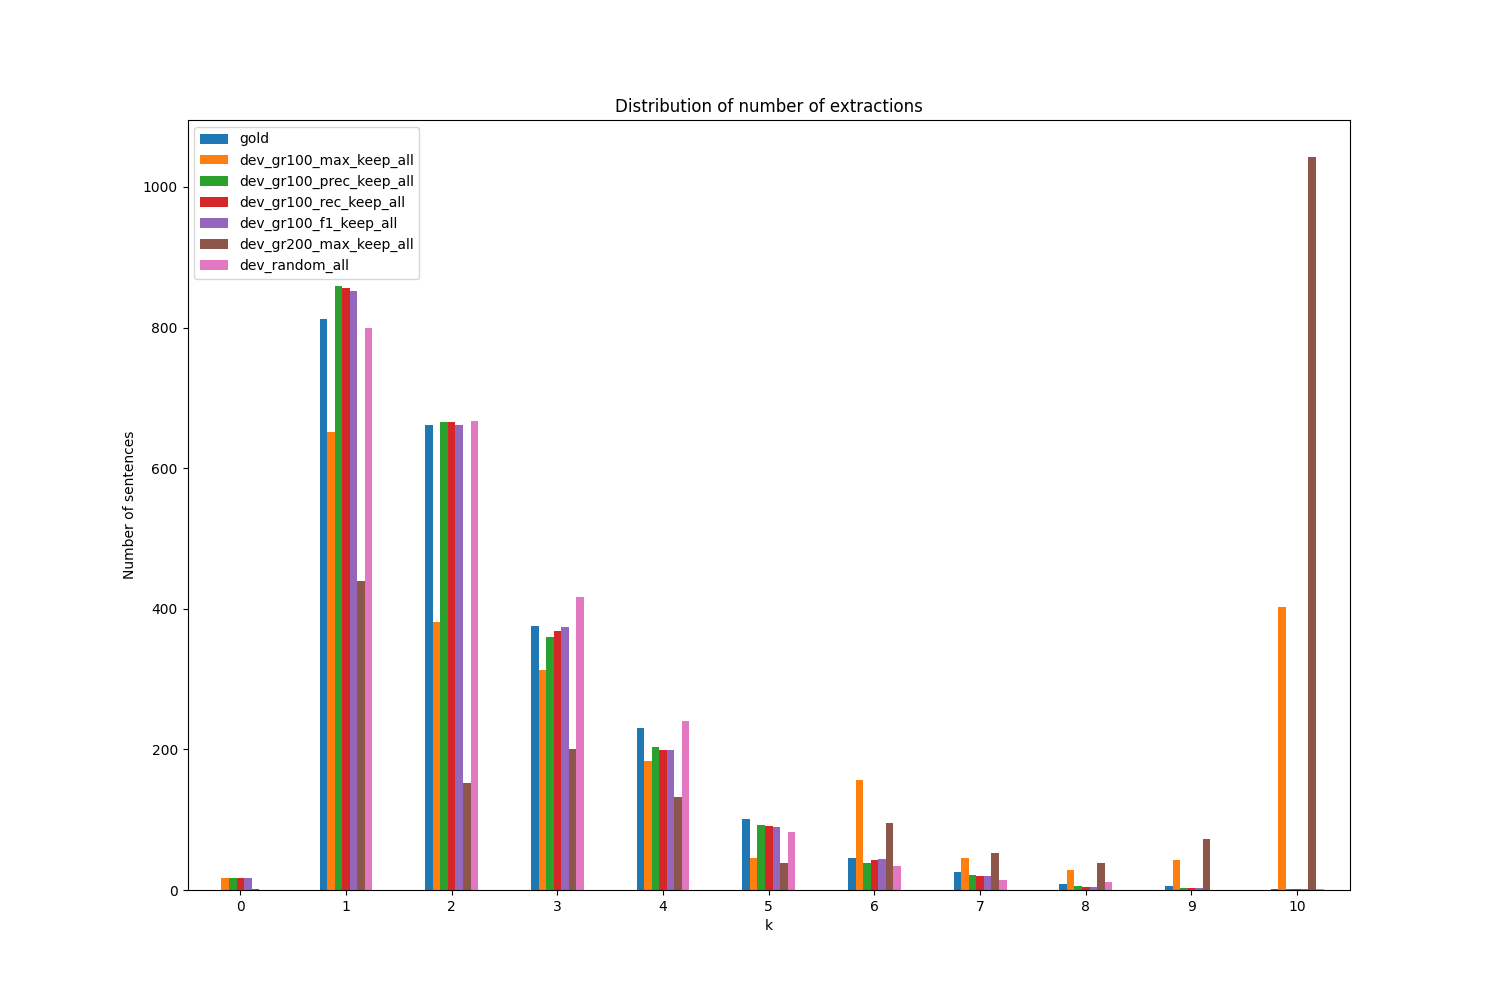 Distribution of number of extractions
gold
dev_gr100_max_keep_all
dev_gr100_prec_keep_all
dev_gr100_rec_keep_all
dev_gr100_f1_keep_all
dev_gr200_max_keep_all
dev_random_all
1000
800
600
400
200
0
Number of sentences
0 1 2 3 4 5 6 7 8 9 10
k